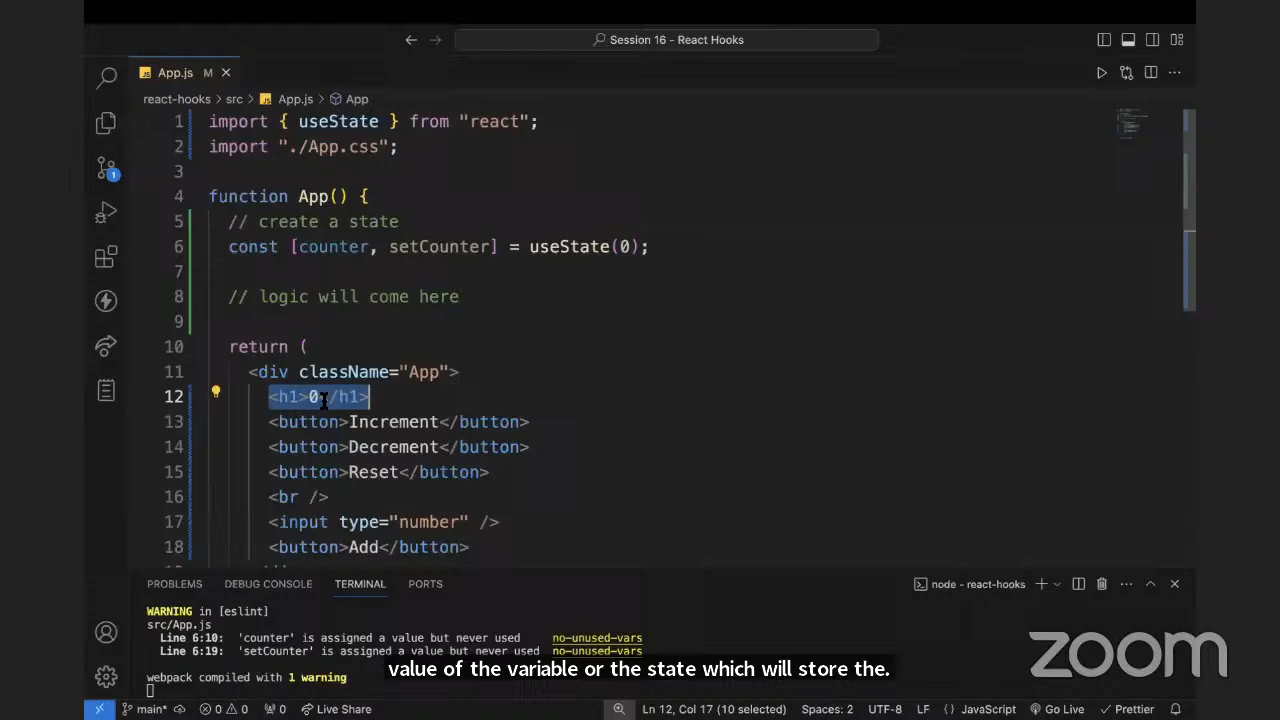 Session 16 - React Hooks
App.js M
react-hooks > src > App.js > App
1 import { useState } from "react";
2 import "./App.css";
3
4 function App() {
5 // create a state
6 const [counter, setCounter] = useState(0);
7
8 // logic will come here
9
10 return (
11 <div className="App">
12 <h1>0</h1>
13 <button>Increment</button>
14 <button>Decrement</button>
15 <button>Reset</button>
16 <br />
17 <input type="number" />
18 <button>Add</button>
1
PROBLEMS DEBUG CONSOLE TERMINAL PORTS
node - react-hooks
WARNING in [eslint]
src/App.js
Line 6:10: 'counter' is assigned a value but never used no-unused-vars
Line 6:19: 'setCounter' is assigned a value but never used no-unused-vars
value of the variable or the state which will store the.
webpack compiled with 1 warning
zoom
main* 0 0 0 Live Share
Ln 12, Col 17 (10 selected) Spaces: 2 UTF-8 LF {} JavaScript Go Live Prettier